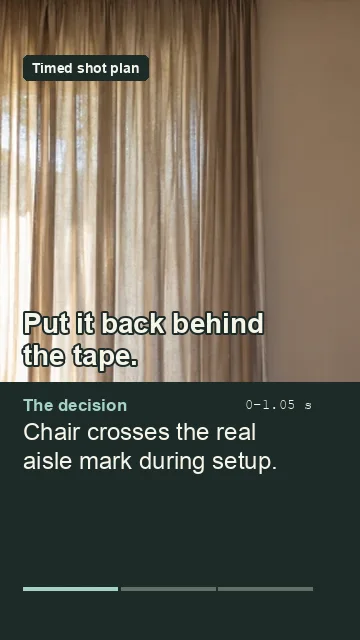 Timed shot plan
Put it back behind
the tape.
The decision 0–1.05 s
Chair crosses the real
aisle mark during setup.